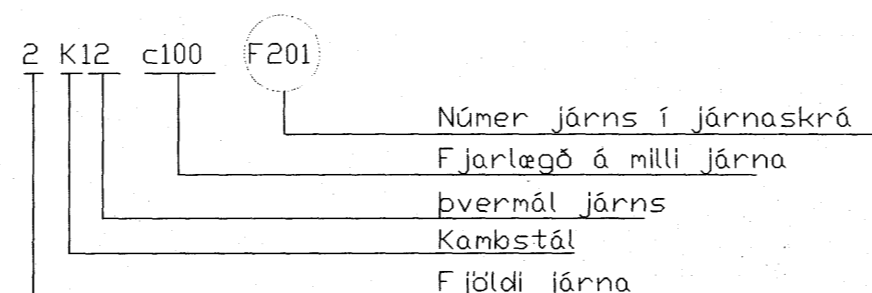 2 K12 c100 F201
Númer járns í járnaskrá
Fjarlægð á milli járna
Þvermál járns
Kambstál
Fjöldi járna